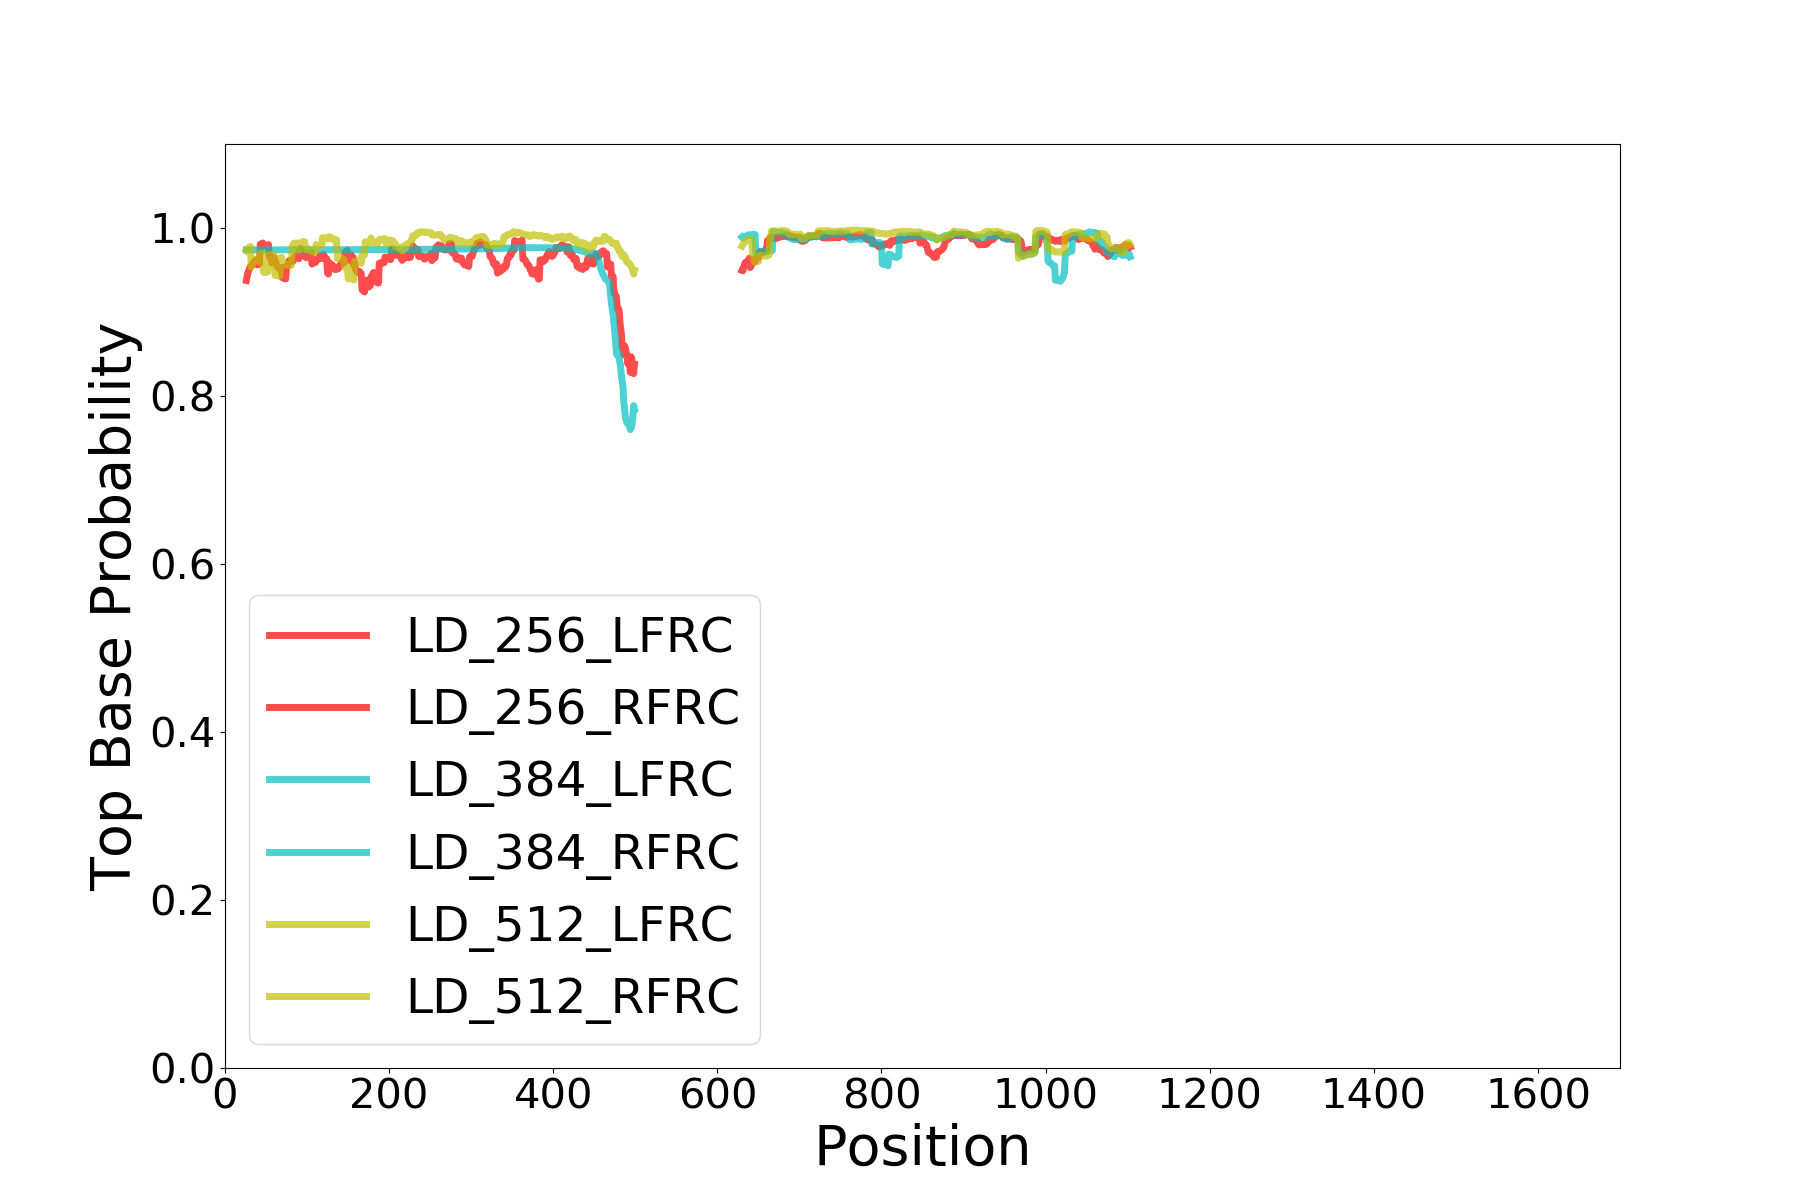 Top Base Probability
1.0
0.8
0.6
0.4
0.2
0.0
LD_256_LFRC
LD_256_RFRC
LD_384_LFRC
LD_384_RFRC
LD_512_LFRC
LD_512_RFRC
0 200 400 600 800 1000 1200 1400 1600
Position